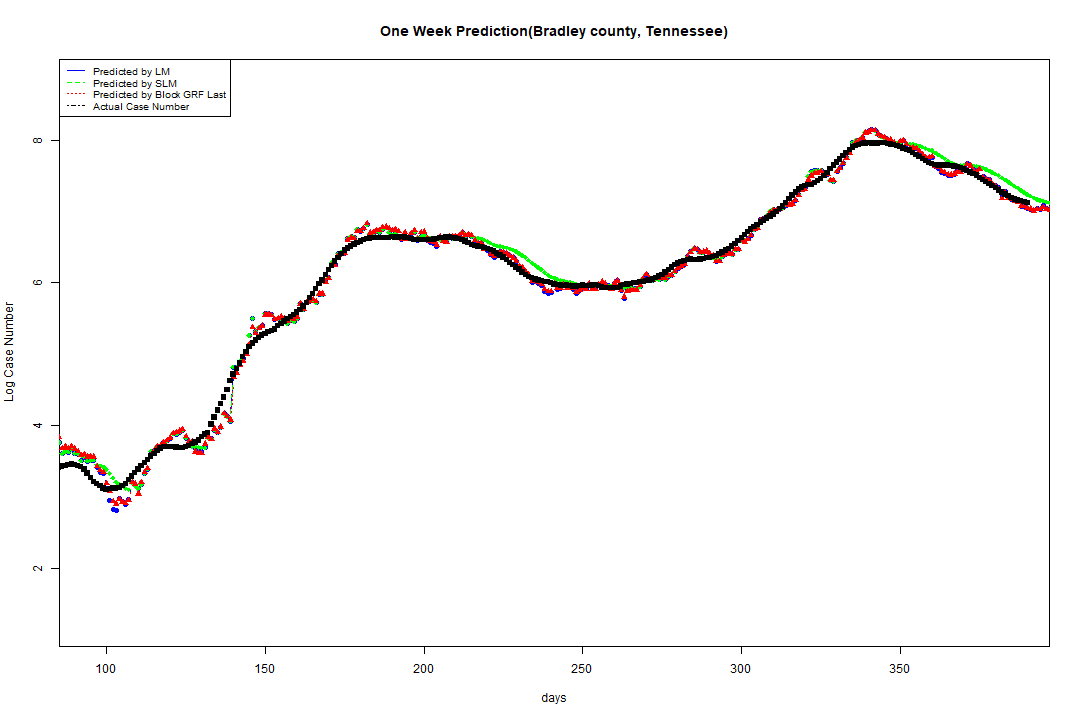 One Week Prediction(Bradley county, Tennessee)
Predicted by LM
Predicted by SLM
Predicted by Block GRF Last
Actual Case Number
8
6
4
2
Log Case Number
100 150 200 250 300 350
days